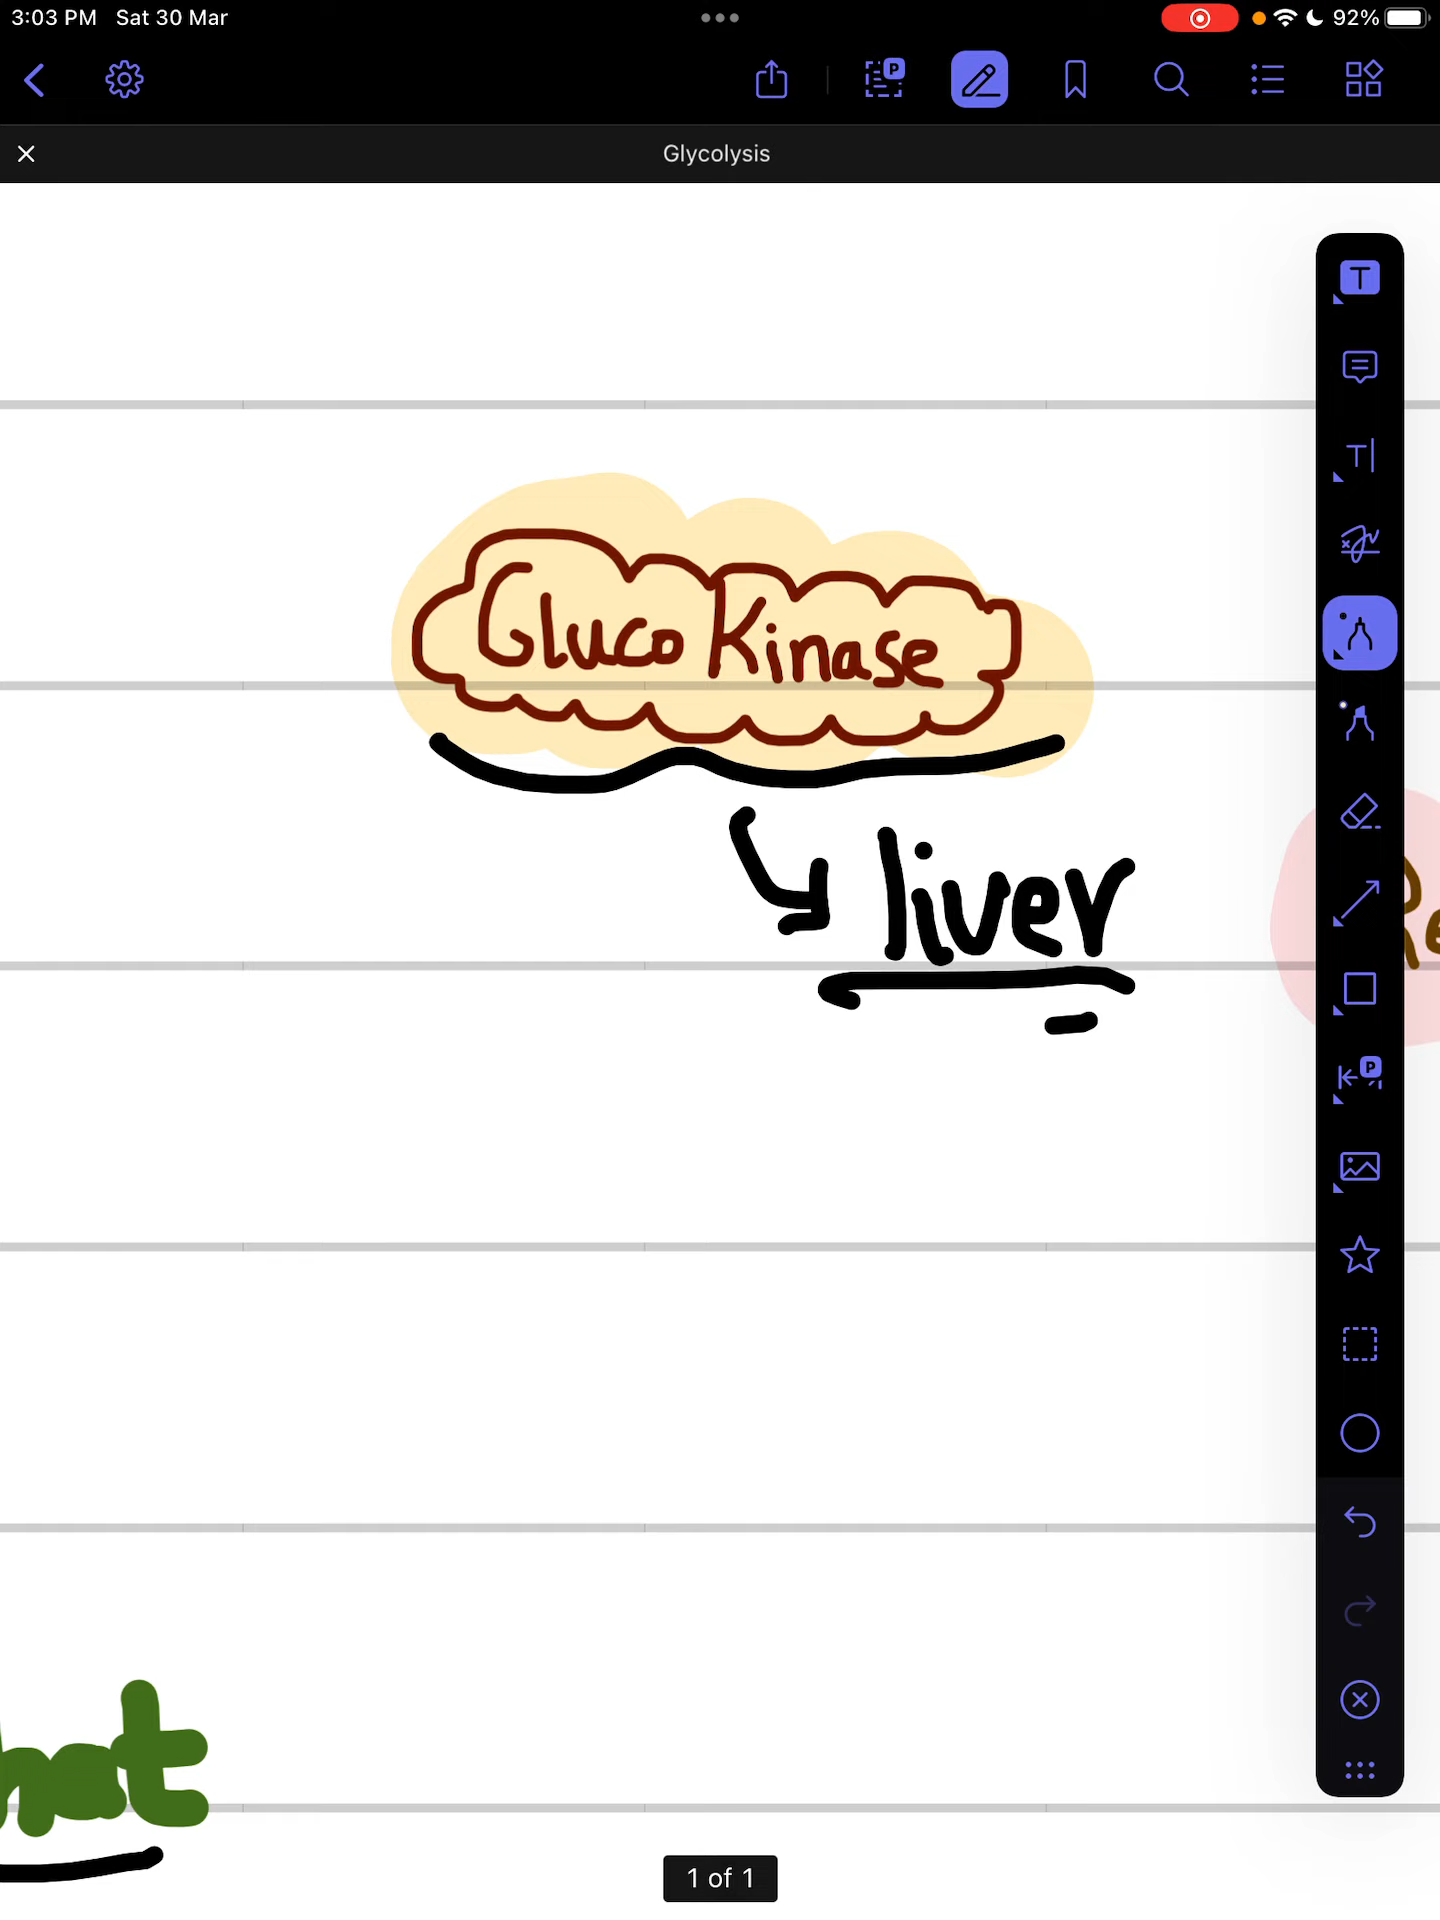 3:03 PM Sat 30 Mar
92%
Glycolysis
Gluco Kinase
liver
1 of 1